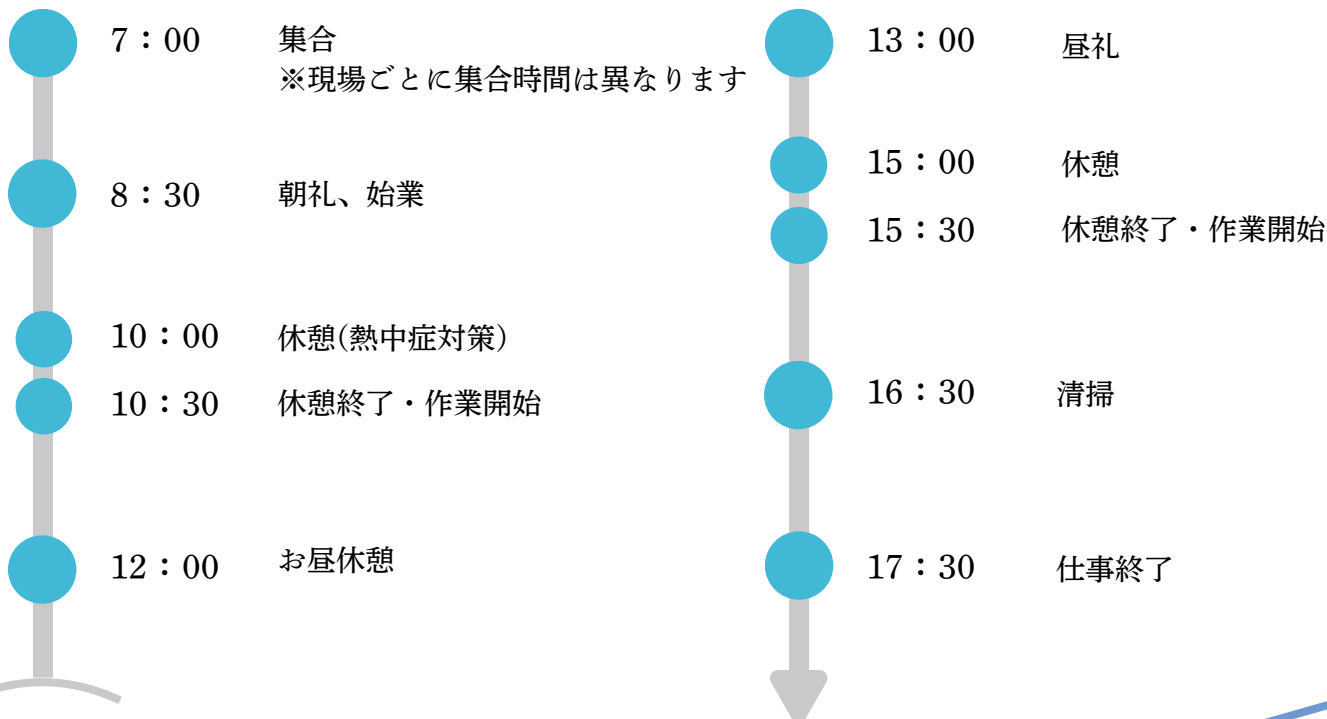 7：00 集合
※現場ごとに集合時間は異なります
8：30 朝礼、始業
10：00 休憩(熱中症対策)
10：30 休憩終了・作業開始
12：00 お昼休憩
13：00 昼礼
15：00 休憩
15：30 休憩終了・作業開始
16：30 清掃
17：30 仕事終了